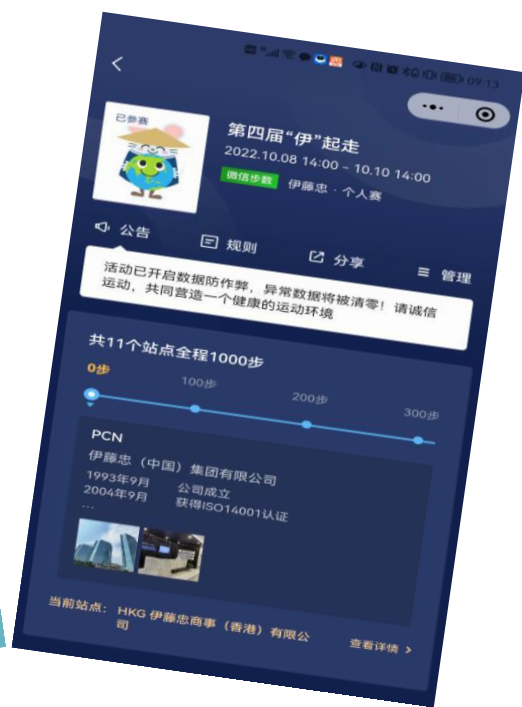 09:13
已参赛
第四届“伊”起走
2022.10.08 14:00 – 10.10 14:00
微信步数 伊藤忠 · 个人赛
公告 规则 分享 管理
活动已开启数据防作弊，异常数据将被清零！请诚信
运动，共同营造一个健康的运动环境
共11个站点全程1000步
0步 100步 200步 300步
PCN
伊藤忠（中国）集团有限公司
1993年9月 公司成立
2004年9月 获得ISO14001认证
...
当前站点： HKG 伊藤忠商事（香港）有限公
司
查看详情 >